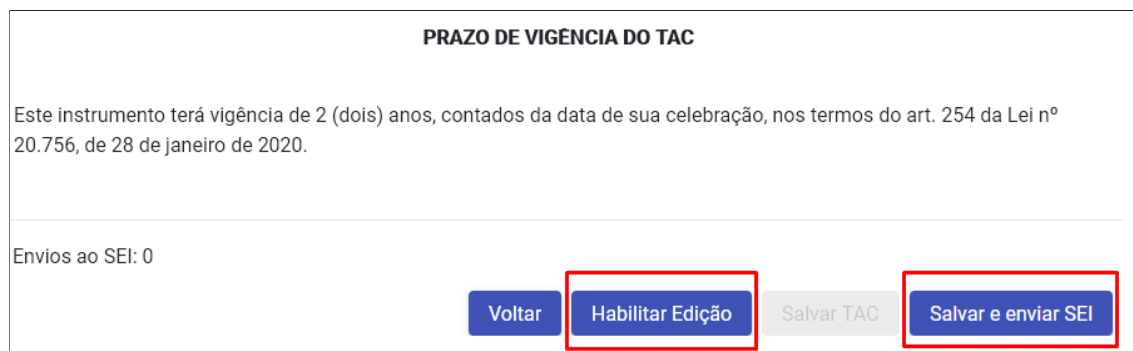 PRAZO DE VIGÊNCIA DO TAC
Este instrumento terá vigência de 2 (dois) anos, contados da data de sua celebração, nos termos do art. 254 da Lei nº
20.756, de 28 de janeiro de 2020.
Envios ao SEI: 0
Voltar Habilitar Edição Salvar TAC Salvar e enviar SEI